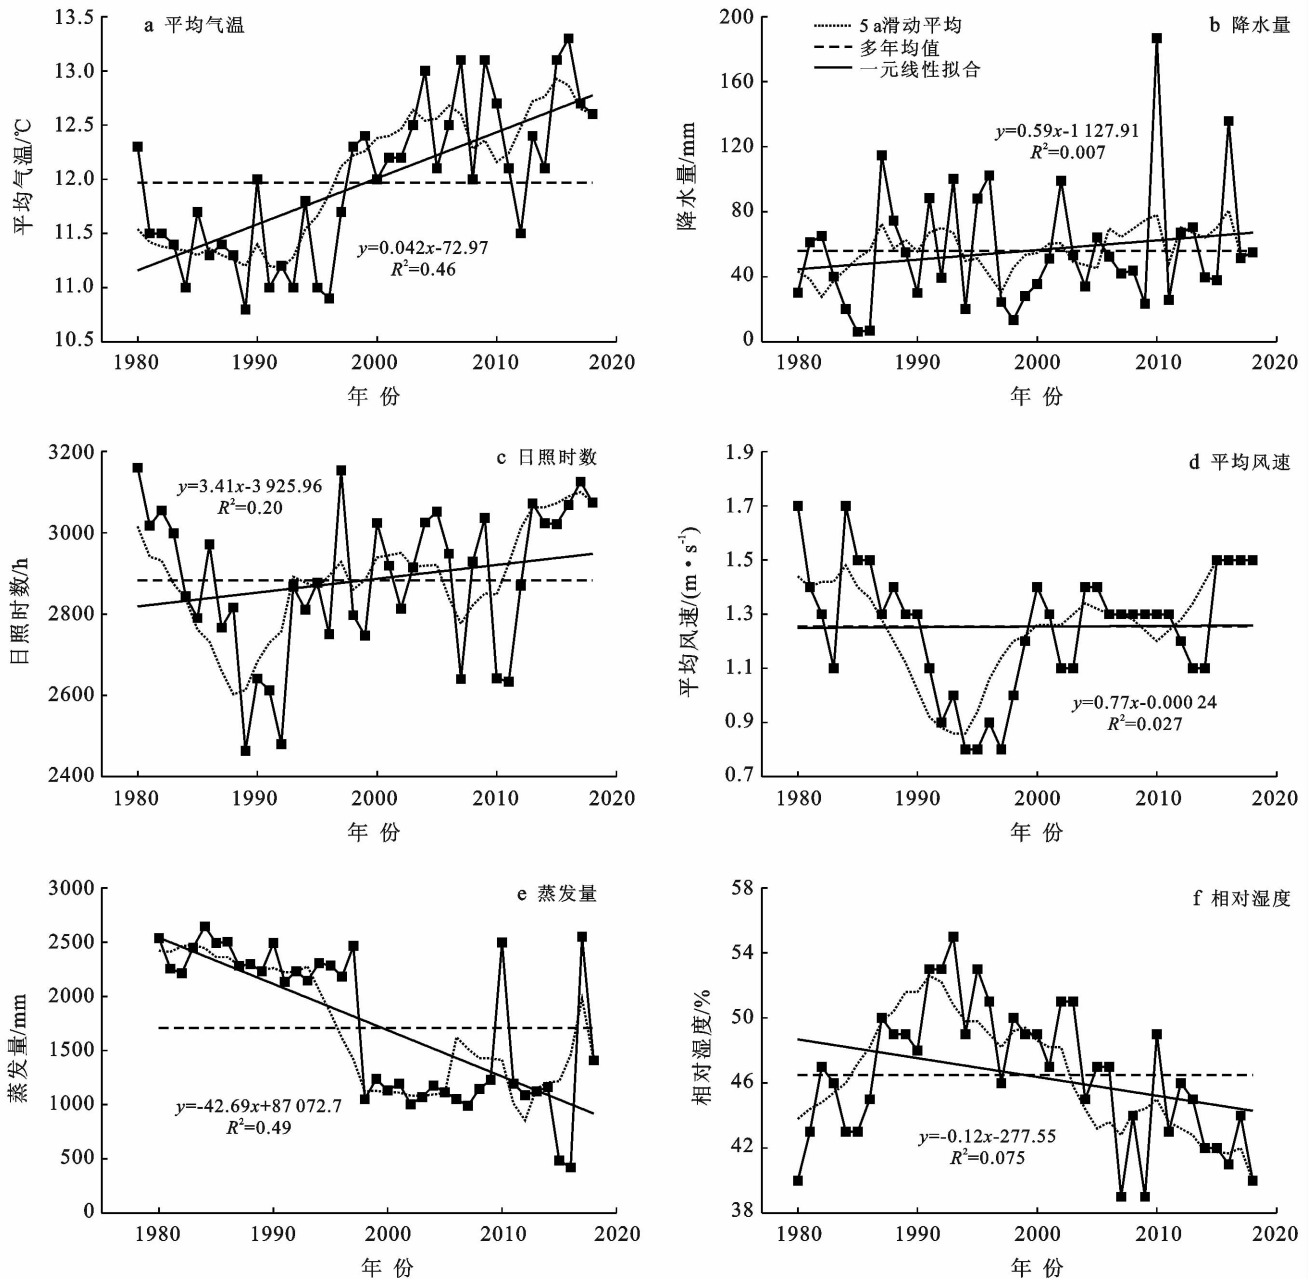 a 平均气温
13.5
13.0
12.5
12.0
11.5
11.0
10.5
平均气温/℃
y=0.042x-72.97
R²=0.46
1980
1990
2000
2010
2020
年 份
5 a滑动平均
多年均值
一元线性拟合
b 降水量
200
160
120
80
40
0
降水量/mm
y=0.59x-1 127.91
R²=0.007
1980
1990
2000
2010
2020
年 份
c 日照时数
3200
3000
2800
2600
2400
日照时数/h
y=3.41x-3 925.96
R²=0.20
1980
1990
2000
2010
2020
年 份
d 平均风速
1.9
1.7
1.5
1.3
1.1
0.9
0.7
平均风速/(m·s⁻¹)
y=0.77x-0.000 24
R²=0.027
1980
1990
2000
2010
2020
年 份
e 蒸发量
3000
2500
2000
1500
1000
500
0
蒸发量/mm
y=-42.69x+87 072.7
R²=0.49
1980
1990
2000
2010
2020
年 份
f 相对湿度
58
54
50
46
42
38
相对湿度/%
y=-0.12x-277.55
R²=0.075
1980
1990
2000
2010
2020
年 份